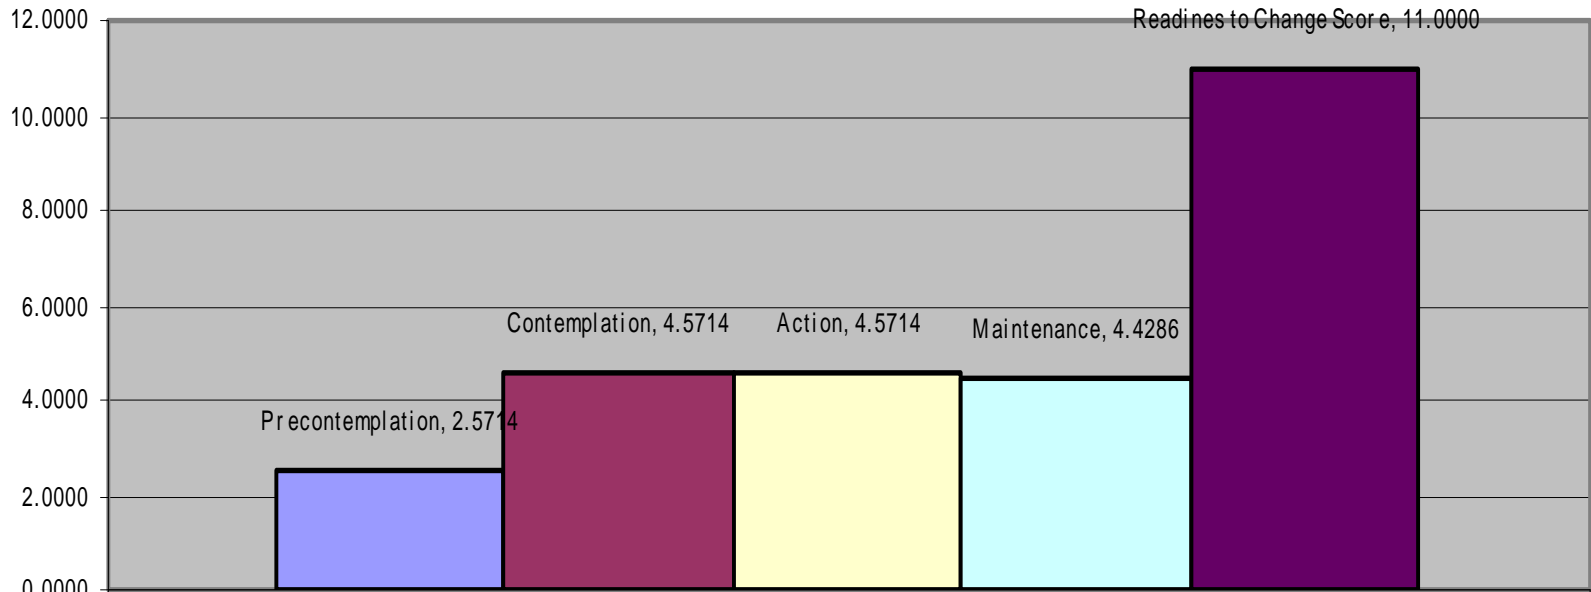 12.0000
Readines to Change Score, 11.0000
10.0000
8.0000
6.0000
Contemplation, 4.5714
Action, 4.5714
Maintenance, 4.4286
4.0000
Precontemplation, 2.5714
2.0000
0.0000